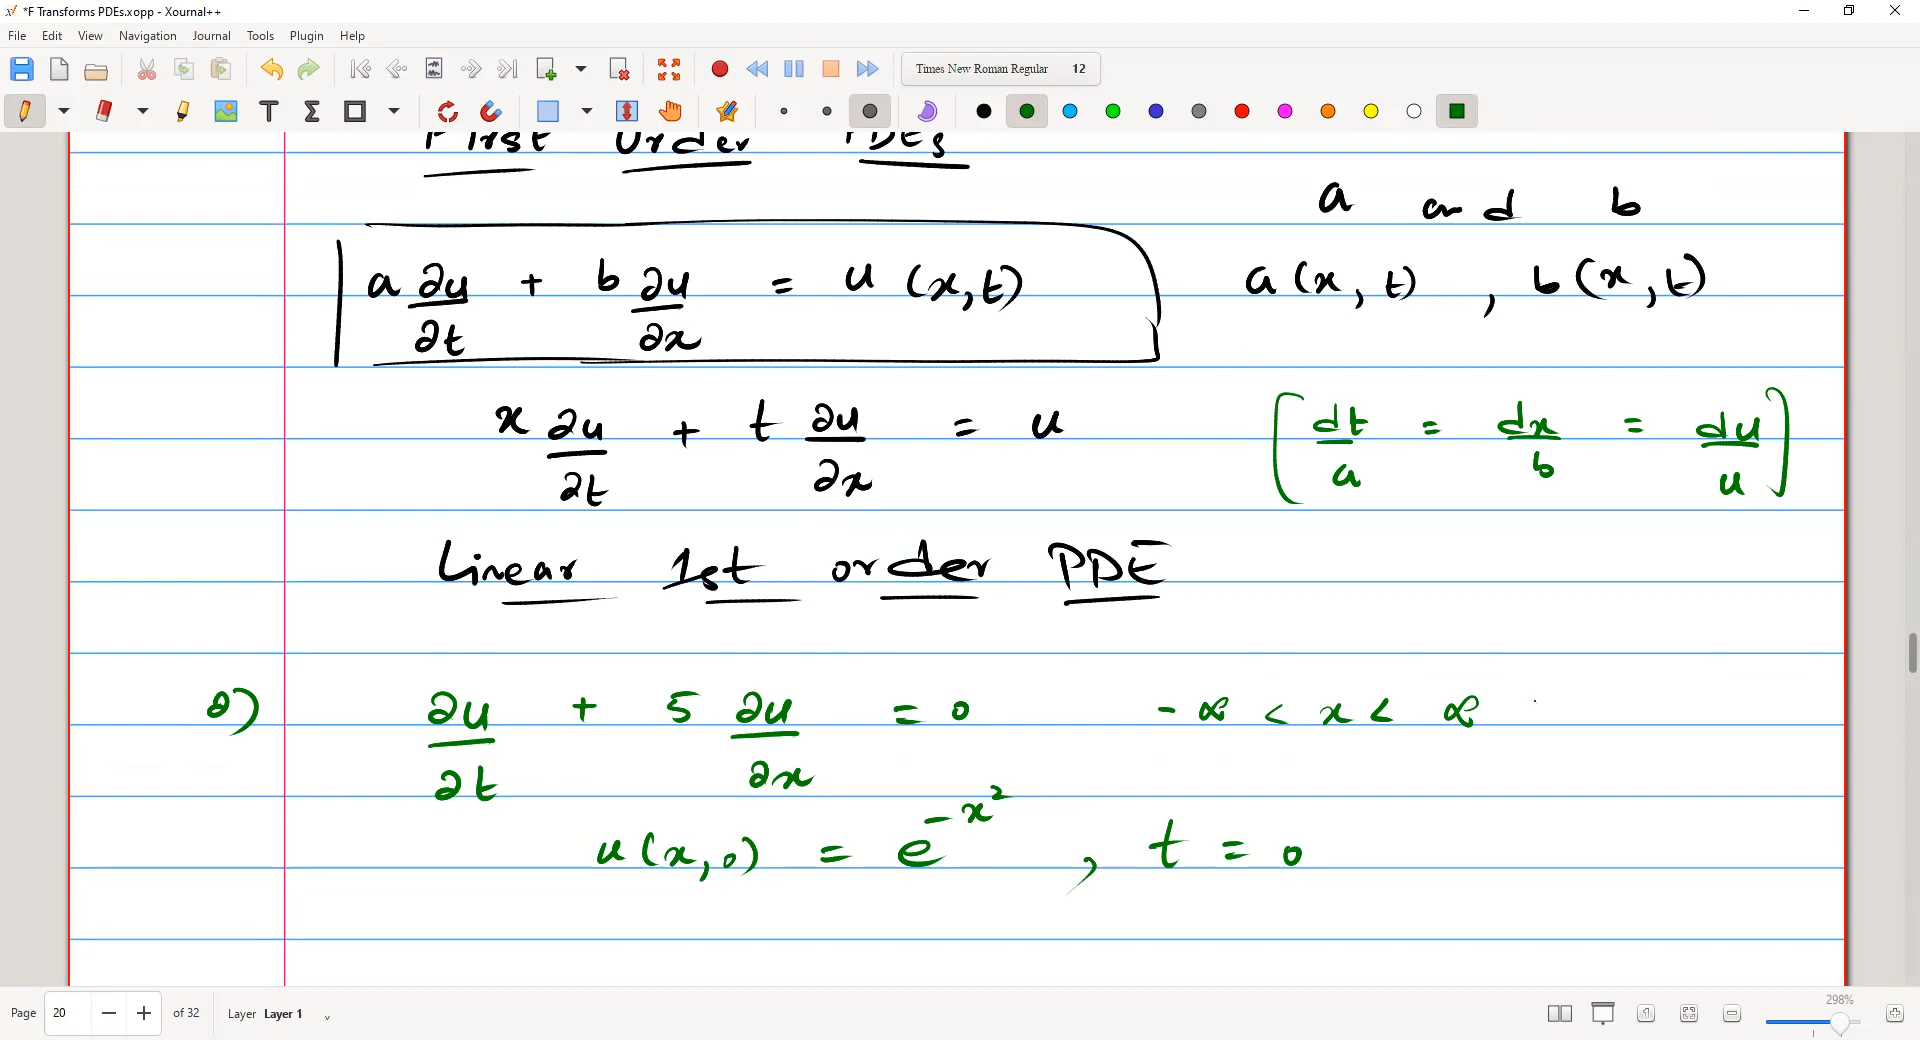 *F Transforms PDEs.xopp - Xournal++
File Edit View Navigation Journal Tools Plugin Help
Times New Roman Regular 12
First Order PDEs
a and b
a ∂u/∂t + b ∂u/∂x = u (x,t)
a(x, t) , b(x, t)
x ∂u/∂t + t ∂u/∂x = u
[dt/a = dx/b = du/u]
Linear 1st order PDE
∂u/∂t + 5 ∂u/∂x = 0 -∞ < x < ∞
u(x,0) = e^{-x²} , t = 0
Page 20 of 32 Layer Layer 1
298%